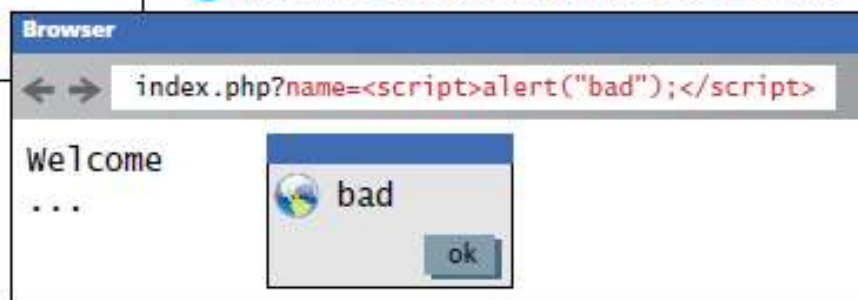 Browser
index.php?name=<script>alert("bad");</script>
Welcome
...
bad
ok